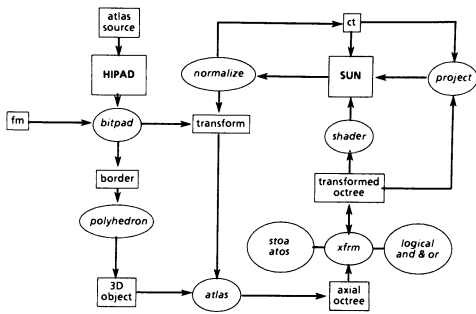 atlas
source
ct
HIPAD
normalize
SUN
project
fm
bitpad
transform
shader
border
transformed
octree
polyhedron
stoa
atos
xfrm
logical
and & or
3D
object
atlas
axial
octree